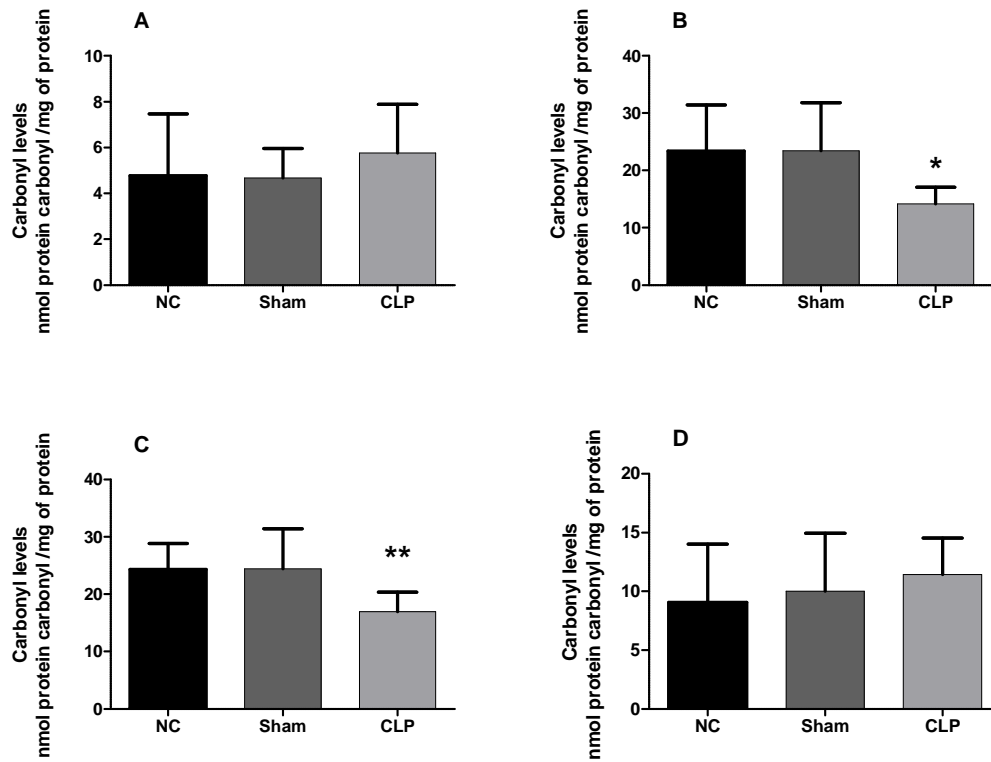 A
Carbonyl levels
nmol protein carbonyl /mg of protein
10
8
6
4
2
0
NC Sham CLP
B
Carbonyl levels
nmol protein carbonyl /mg of protein
40
30
20
10
0
*
NC Sham CLP
C
Carbonyl levels
nmol protein carbonyl /mg of protein
40
30
20
10
0
**
NC Sham CLP
D
Carbonyl levels
nmol protein carbonyl /mg of protein
20
15
10
5
0
NC Sham CLP